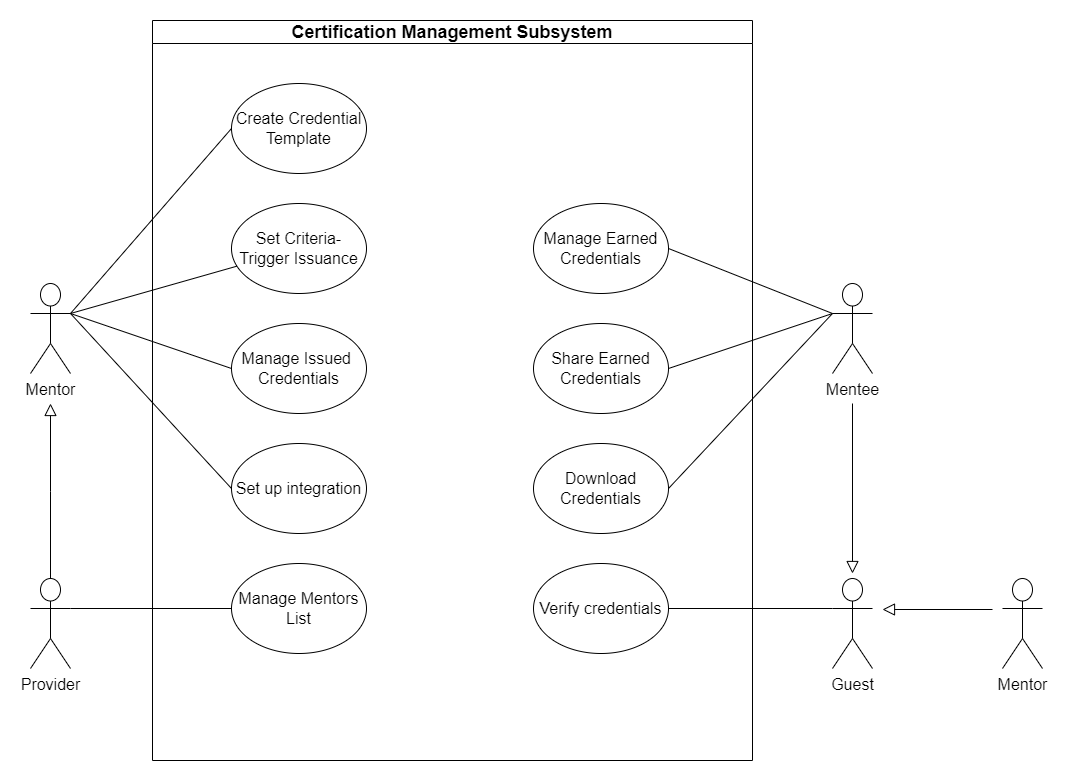 Certification Management Subsystem
Create Credential
Template
Set Criteria-
Trigger Issuance
Manage Earned
Credentials
Manage Issued
Credentials
Share Earned
Credentials
Mentor
Mentee
Set up integration
Download
Credentials
Manage Mentors
List
Verify credentials
Provider
Guest
Mentor